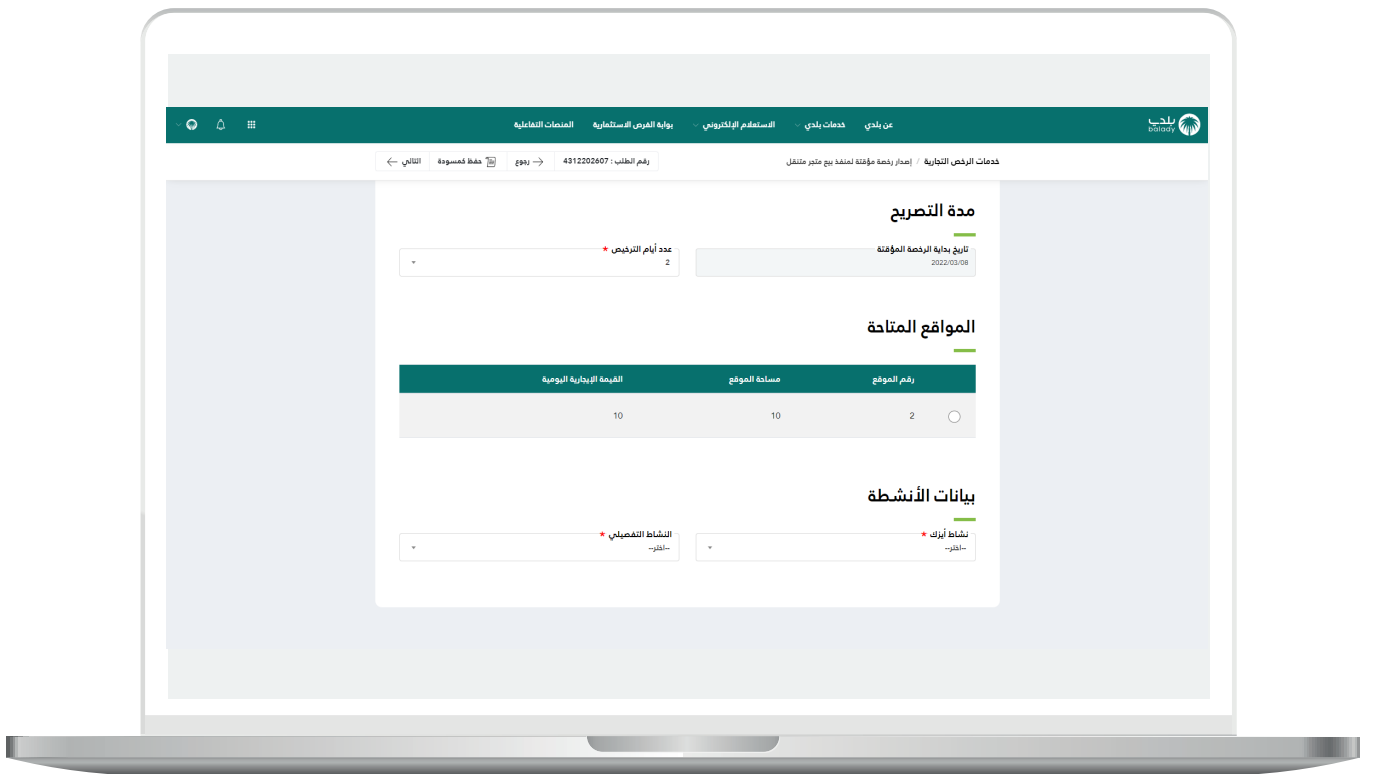 بلدي
balady
عن بلدي
خدمات بلدي
الاستعلام الإلكتروني
بوابة الفرص الاستثمارية
المنصات التفاعلية
خدمات الرخص التجارية / إصدار رخصة مؤقتة لمنفذ بيع متجر متنقل
رقم الطلب : 4312202607
رجوع
حفظ كمسودة
التالي
مدة التصريح
تاريخ بداية الرخصة المؤقتة
2022/03/08
عدد أيام الترخيص *
2
المواقع المتاحة
رقم الموقع مساحة الموقع القيمة الإيجارية اليومية
2 10 10
بيانات الأنشطة
نشاط أيزك *
--اختر--
النشاط التفصيلي *
--اختر--